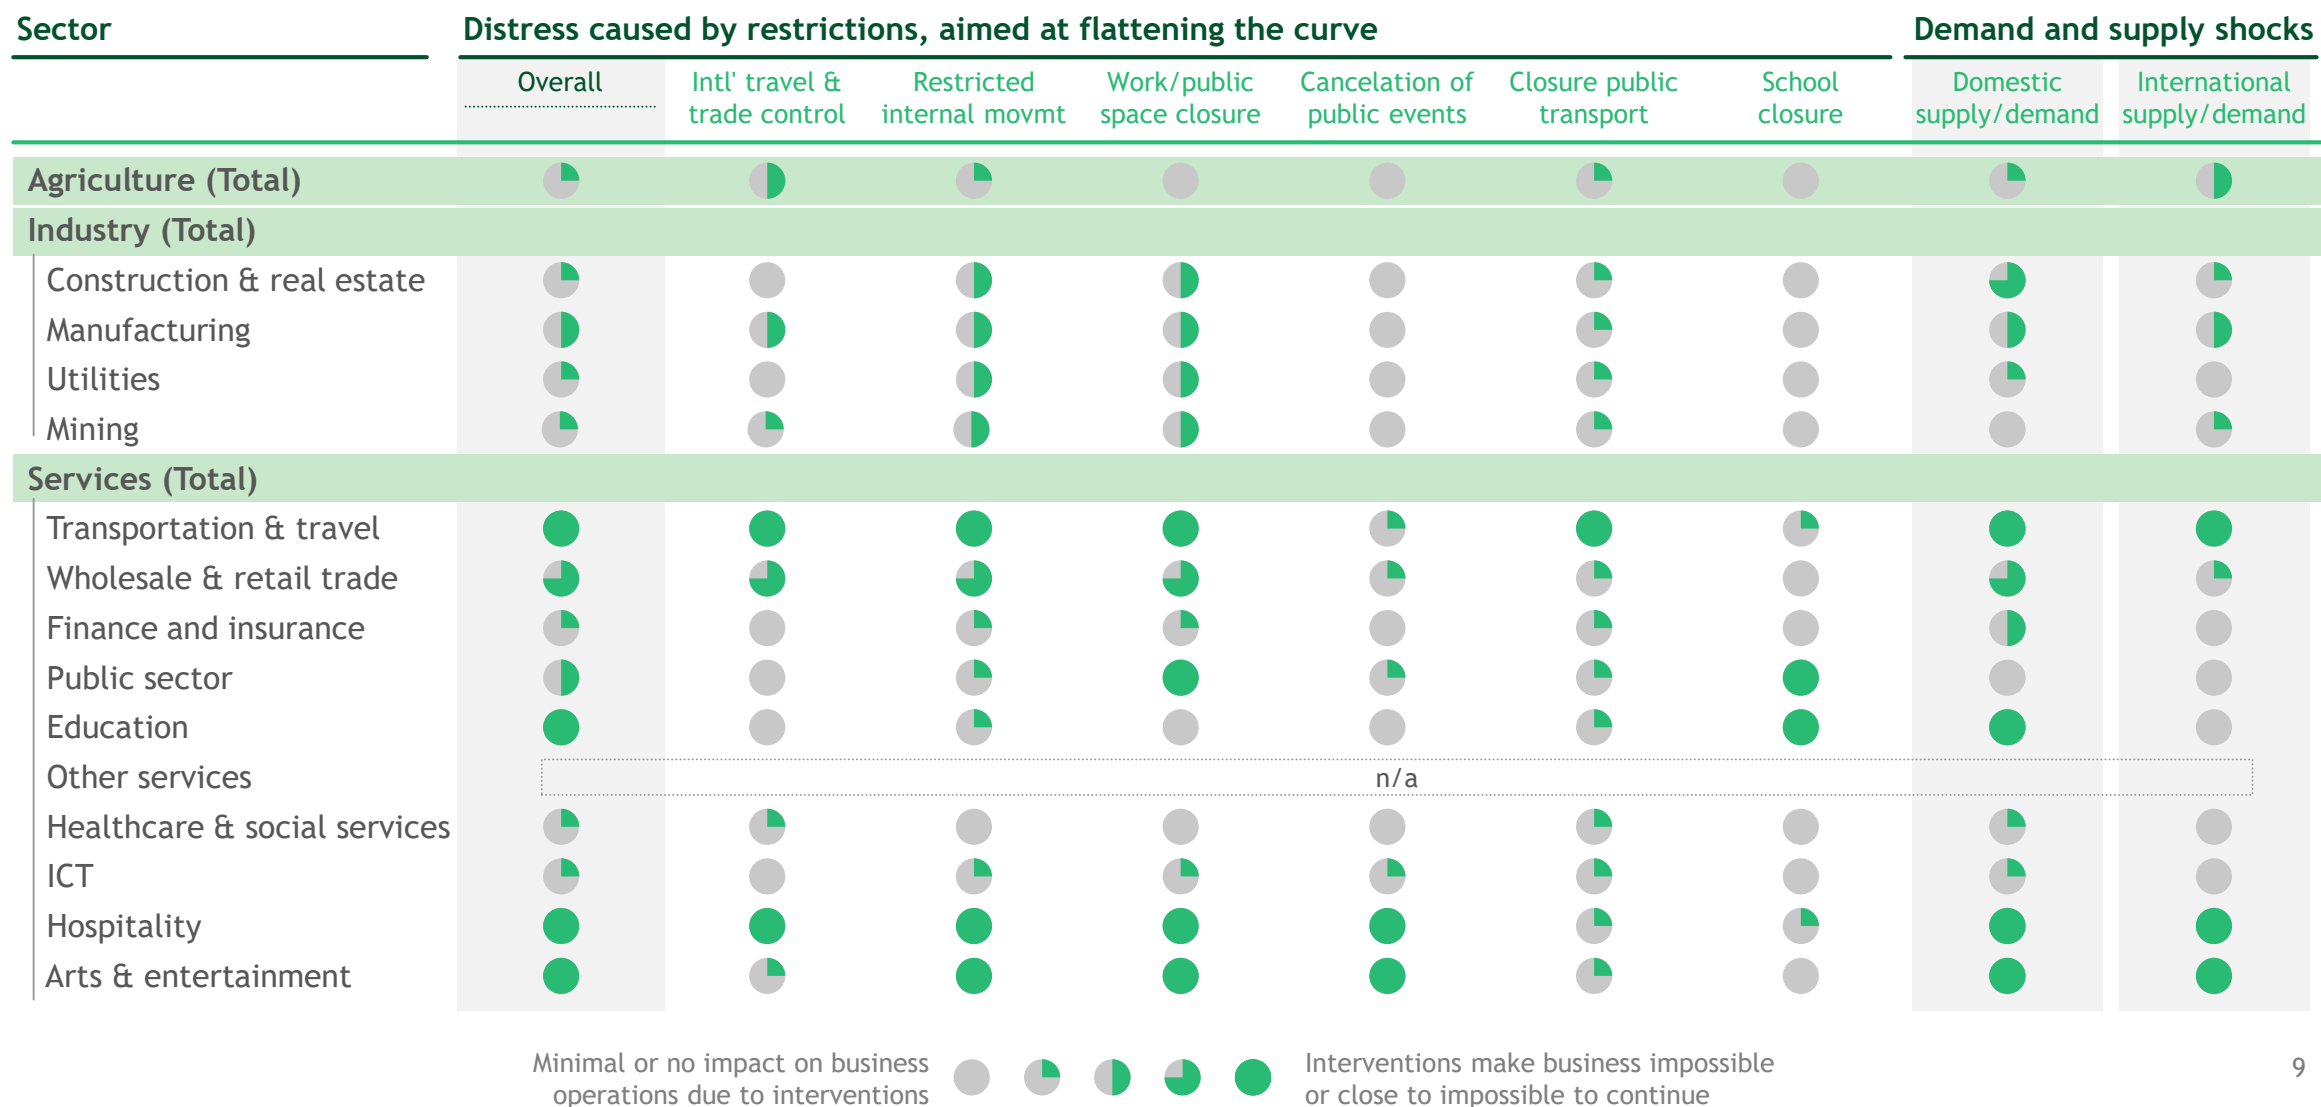 Sector
Distress caused by restrictions, aimed at flattening the curve
Demand and supply shocks
Overall
Intl' travel &
trade control
Restricted
internal movmt
Work/public
space closure
Cancelation of
public events
Closure public
transport
School
closure
Domestic
supply/demand
International
supply/demand
Agriculture (Total)
Industry (Total)
Construction & real estate
Manufacturing
Utilities
Mining
Services (Total)
Transportation & travel
Wholesale & retail trade
Finance and insurance
Public sector
Education
Other services
n/a
Healthcare & social services
ICT
Hospitality
Arts & entertainment
Minimal or no impact on business
operations due to interventions
Interventions make business impossible
or close to impossible to continue
9